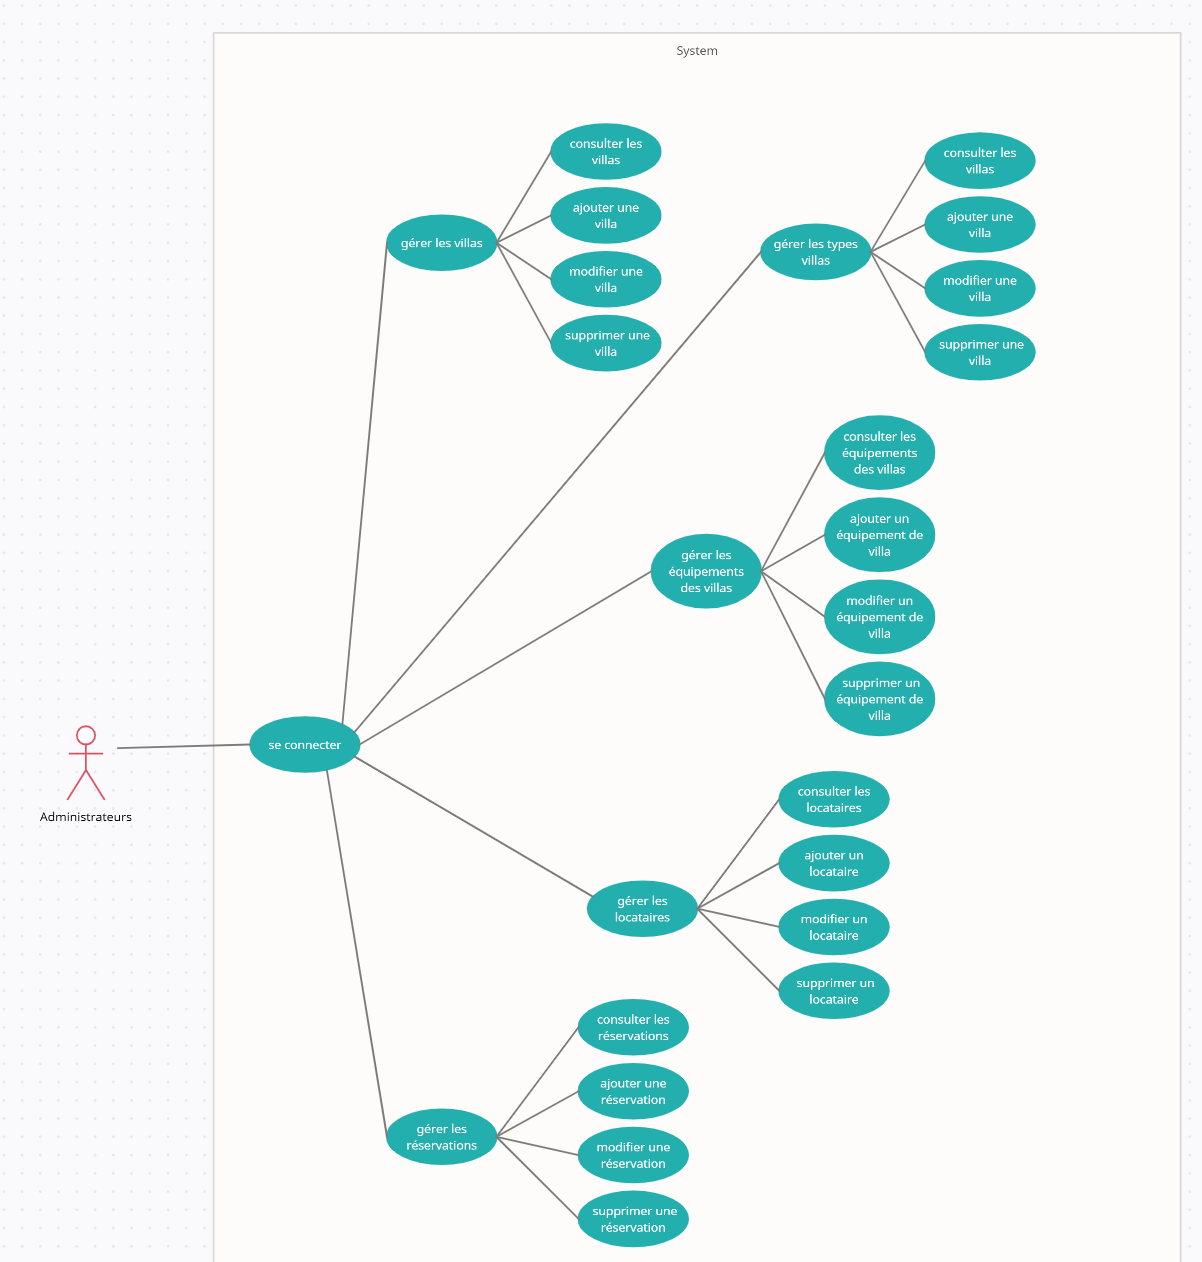 System
consulter les
villas
ajouter une
villa
gérer les villas
modifier une
villa
supprimer une
villa
consulter les
villas
ajouter une
villa
gérer les types
villas
modifier une
villa
supprimer une
villa
consulter les
équipements
des villas
ajouter un
équipement de
villa
gérer les
équipements
des villas
modifier un
équipement de
villa
supprimer un
équipement de
villa
se connecter
Administrateurs
consulter les
locataires
ajouter un
locataire
gérer les
locataires
modifier un
locataire
supprimer un
locataire
consulter les
réservations
ajouter une
réservation
gérer les
réservations
modifier une
réservation
supprimer une
réservation